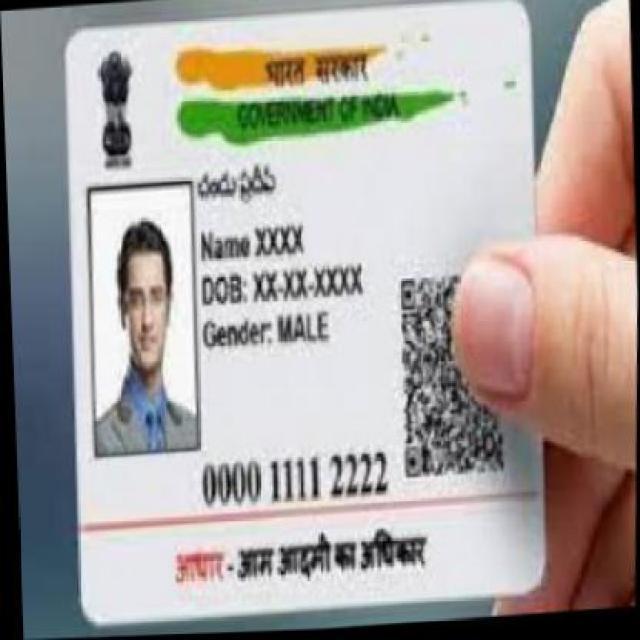 भारत सरकार
GOVERNMENT OF INDIA
చందు ప్రదీప్
Name XXXX
DOB: XX-XX-XXXX
Gender: MALE
0000 1111 2222
आधार - आम आदमी का अधिकार